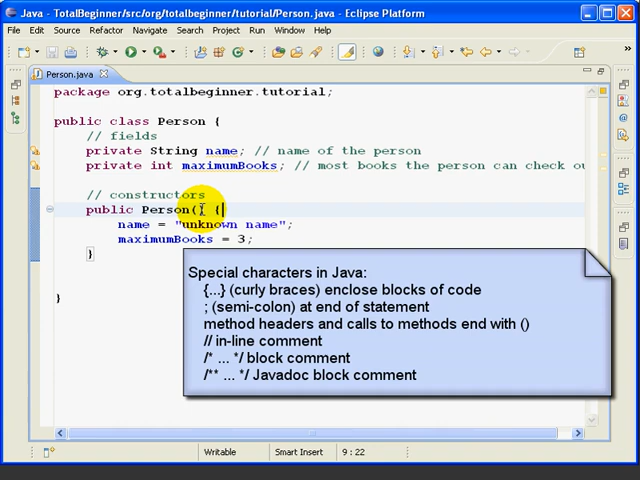 Java - TotalBeginner/src/org/totalbeginner/tutorial/Person.java - Eclipse Platform
File Edit Source Refactor Navigate Search Project Run Window Help
Person.java
package org.totalbeginner.tutorial;
public class Person {
// fields
private String name; // name of the person
private int maximumBooks; // most books the person can check ou
// constructors
public Person() {
name = "unknown name";
maximumBooks = 3;
}
}
Special characters in Java:
{...} (curly braces) enclose blocks of code
; (semi-colon) at end of statement
method headers and calls to methods end with ()
// in-line comment
/* ... */ block comment
/** ... */ Javadoc block comment
Writable Smart Insert 9 : 22